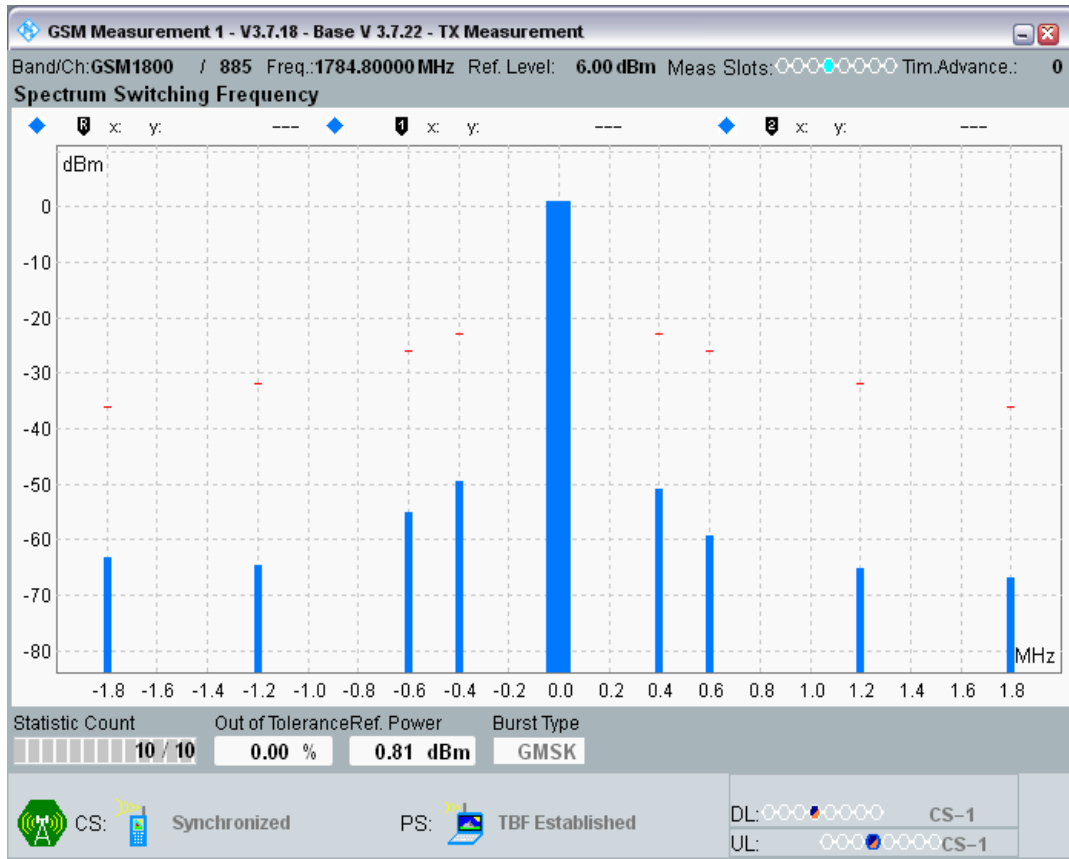 GSM Measurement 1 - V3.7.18 - Base V 3.7.22 - TX Measurement
Band/Ch:GSM1800 / 885 Freq.:1784.80000 MHz Ref. Level: 6.00 dBm Meas Slots: Tim.Advance.: 0
Spectrum Switching Frequency
R x: y: --- 1 x: y: --- 2 x: y: ---
dBm
0
-10
-20
-30
-40
-50
-60
-70
-80
MHz
-1.8 -1.6 -1.4 -1.2 -1.0 -0.8 -0.6 -0.4 -0.2 0.0 0.2 0.4 0.6 0.8 1.0 1.2 1.4 1.6 1.8
Statistic Count Out of Tolerance Ref. Power Burst Type
10 / 10 0.00 % 0.81 dBm GMSK
CS: Synchronized PS: TBF Established DL: CS-1
UL: CS-1